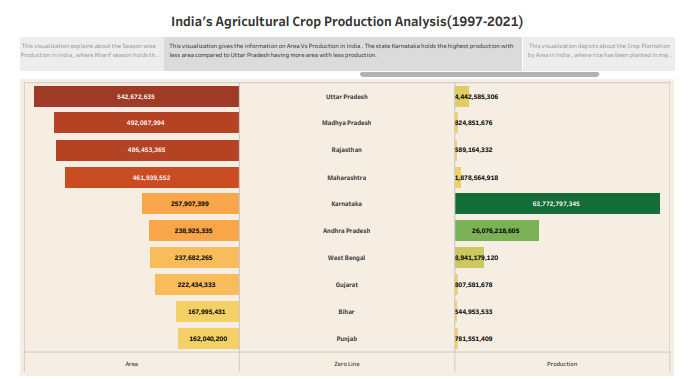 India's Agricultural Crop Production Analysis(1997-2021)
This visualization explains about the Season wise
Production in India , where Kharif season holds th...
This visualization gives the information on Area Vs Production in India . The state Karnataka holds the highest production with
less area compared to Uttar Pradesh having more area with less production.
This visualization depicts about the Crop Plantation
by Area in India , where rice has been planted in maj...
542,672,635 Uttar Pradesh 4,442,585,306
492,087,994 Madhya Pradesh 824,851,676
486,453,365 Rajasthan 589,164,332
461,939,552 Maharashtra 1,878,564,918
257,907,399 Karnataka 63,772,797,345
238,925,335 Andhra Pradesh 26,076,218,605
237,682,265 West Bengal 8,941,179,120
222,434,333 Gujarat 807,581,678
167,995,431 Bihar 544,953,533
162,040,200 Punjab 781,551,409
Area Zero Line Production